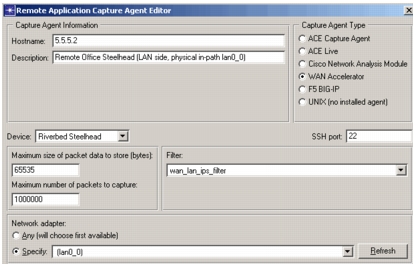 Remote Application Capture Agent Editor
Capture Agent Information
Hostname: 5.5.5.2
Description: Remote Office Steelhead (LAN side, physical in-path lan0_0)
Capture Agent Type
ACE Capture Agent
ACE Live
Cisco Network Analysis Module
WAN Accelerator
F5 BIG-IP
UNIX (no installed agent)
Device: Riverbed Steelhead
SSH port: 22
Maximum size of packet data to store (bytes):
65535
Maximum number of packets to capture:
1000000
Filter:
wan_lan_ips_filter
Network adapter:
Any (will choose first available)
Specify: (lan0_0)
Refresh